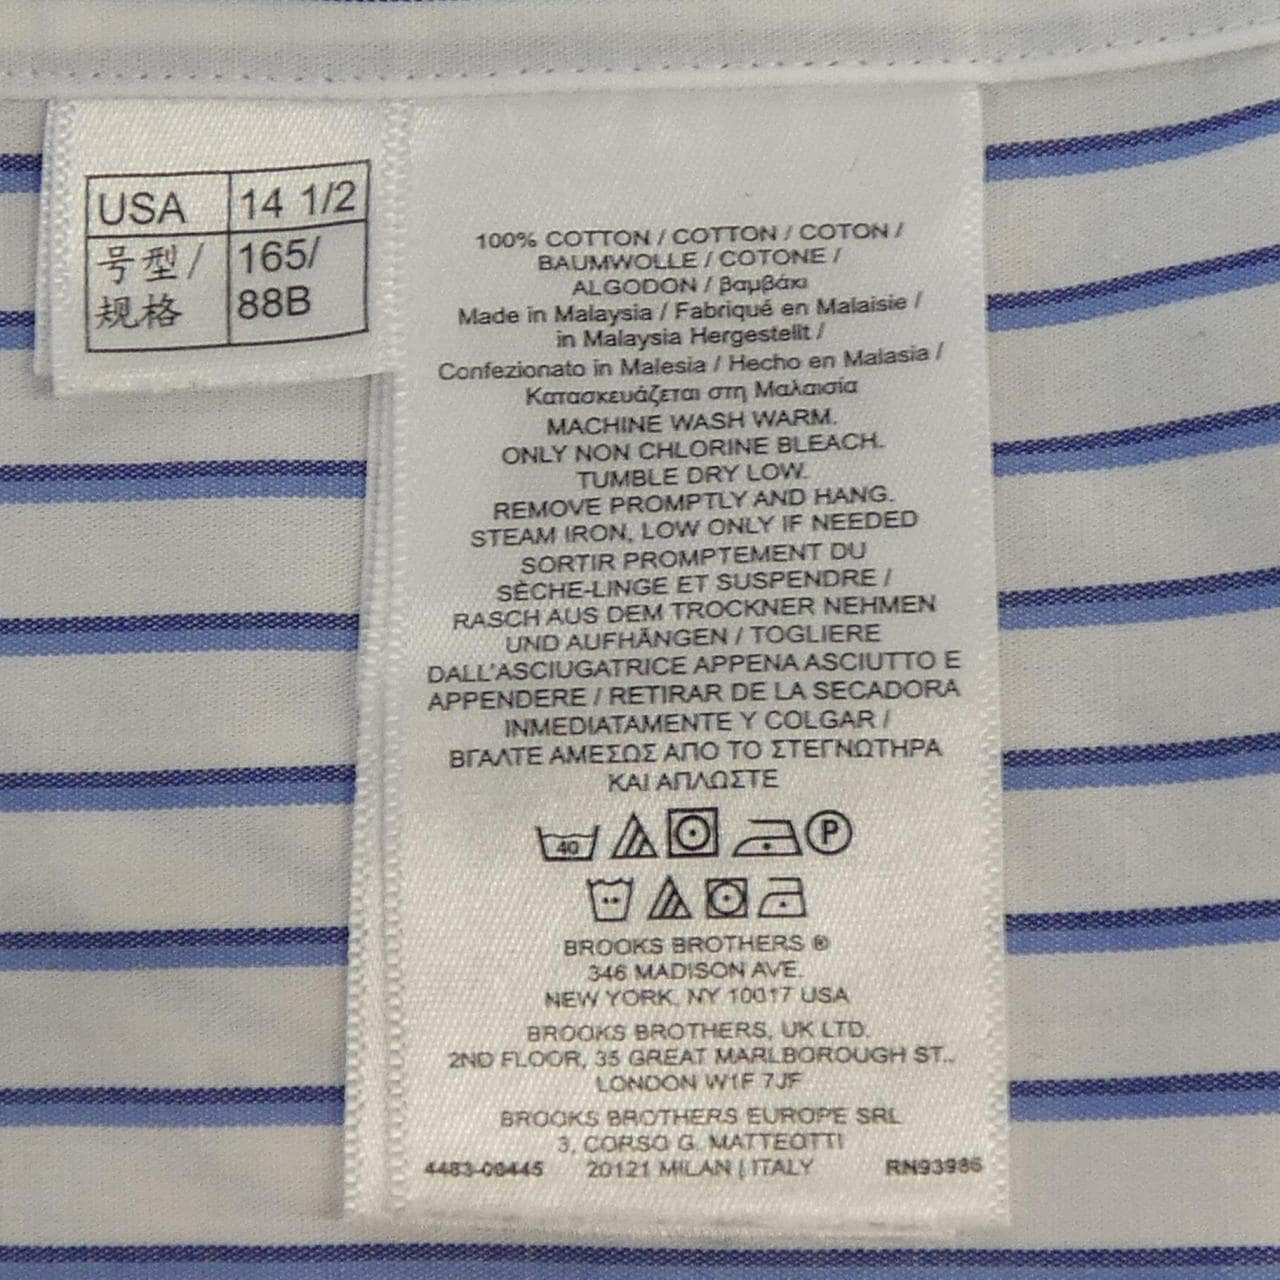 USA 14 1/2
号型/ 165/
规格 88B
100% COTTON / COTTON / COTON /
BAUMWOLLE / COTONE /
ALGODON / βαμβάκι
Made in Malaysia / Fabriqué en Malaisie /
in Malaysia Hergestellt /
Confezionato in Malesia / Hecho en Malasia /
Κατασκευάζεται στη Μαλαισία
MACHINE WASH WARM.
ONLY NON CHLORINE BLEACH.
TUMBLE DRY LOW.
REMOVE PROMPTLY AND HANG.
STEAM IRON, LOW ONLY IF NEEDED
SORTIR PROMPTEMENT DU
SÈCHE-LINGE ET SUSPENDRE /
RASCH AUS DEM TROCKNER NEHMEN
UND AUFHÄNGEN / TOGLIERE
DALL'ASCIUGATRICE APPENA ASCIUTTO E
APPENDERE / RETIRAR DE LA SECADORA
INMEDIATAMENTE Y COLGAR /
ΒΓΑΛΤΕ ΑΜΕΣΩΣ ΑΠΟ ΤΟ ΣΤΕΓΝΩΤΗΡΑ
ΚΑΙ ΑΠΛΩΣΤΕ
40 P
BROOKS BROTHERS ®
346 MADISON AVE.
NEW YORK, NY 10017 USA
BROOKS BROTHERS, UK LTD.
2ND FLOOR, 35 GREAT MARLBOROUGH ST..
LONDON W1F 7JF
BROOKS BROTHERS EUROPE SRL
3, CORSO G. MATTEOTTI
4483-00445 20121 MILAN | ITALY RN93986